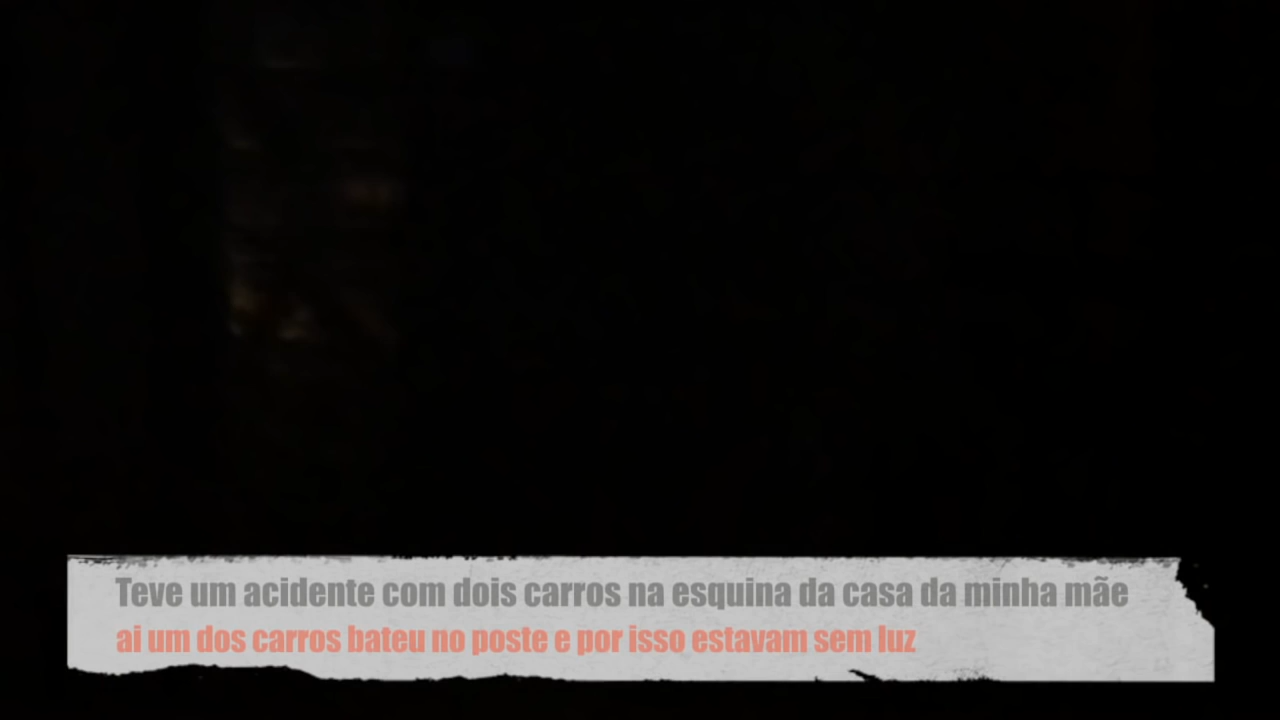 Teve um acidente com dois carros na esquina da casa da minha mãe
ai um dos carros bateu no poste e por isso estavam sem luz